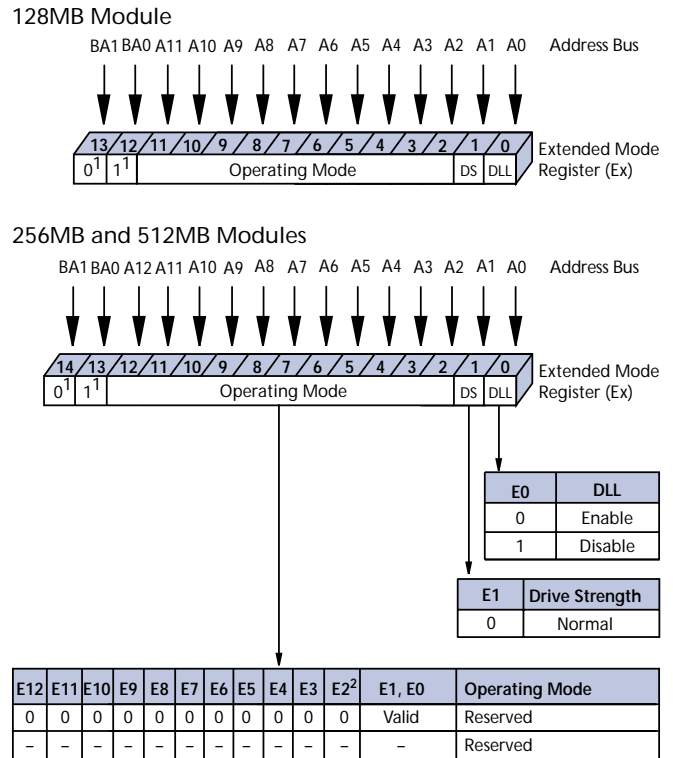 128MB Module
BA1 BA0 A11 A10 A9 A8 A7 A6 A5 A4 A3 A2 A1 A0 Address Bus
13 12 11 10 9 8 7 6 5 4 3 2 1 0 Extended Mode
0¹ 1¹ Operating Mode DS DLL Register (Ex)
256MB and 512MB Modules
BA1 BA0 A12 A11 A10 A9 A8 A7 A6 A5 A4 A3 A2 A1 A0 Address Bus
14 13 12 11 10 9 8 7 6 5 4 3 2 1 0 Extended Mode
0¹ 1¹ Operating Mode DS DLL Register (Ex)
E0 DLL
0 Enable
1 Disable
E1 Drive Strength
0 Normal
E12 E11 E10 E9 E8 E7 E6 E5 E4 E3 E2² E1, E0 Operating Mode
0 0 0 0 0 0 0 0 0 0 0 Valid Reserved
– – – – – – – – – – – – Reserved